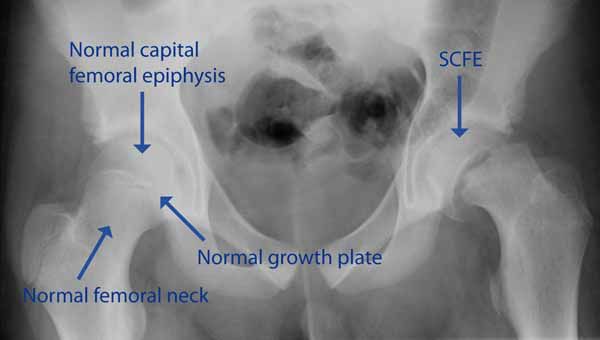 Normal capital
femoral epiphysis
SCFE
Normal growth plate
Normal femoral neck